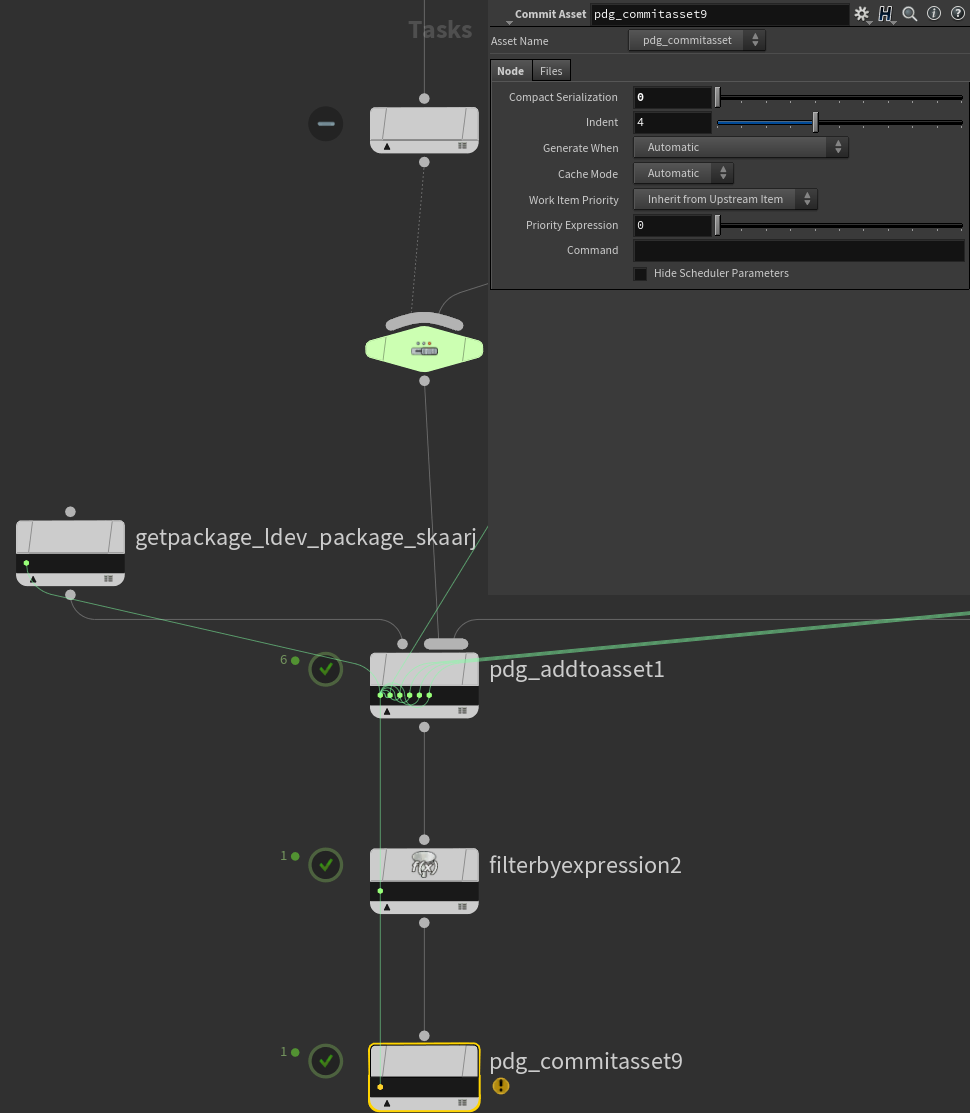 Tasks
Commit Asset pdg_commitasset9
Asset Name pdg_commitasset
Node Files
Compact Serialization 0
Indent 4
Generate When Automatic
Cache Mode Automatic
Work Item Priority Inherit from Upstream Item
Priority Expression 0
Command
Hide Scheduler Parameters
getpackage_ldev_package_skaarj
6
pdg_addtoasset1
1
f(x)
filterbyexpression2
1
pdg_commitasset9